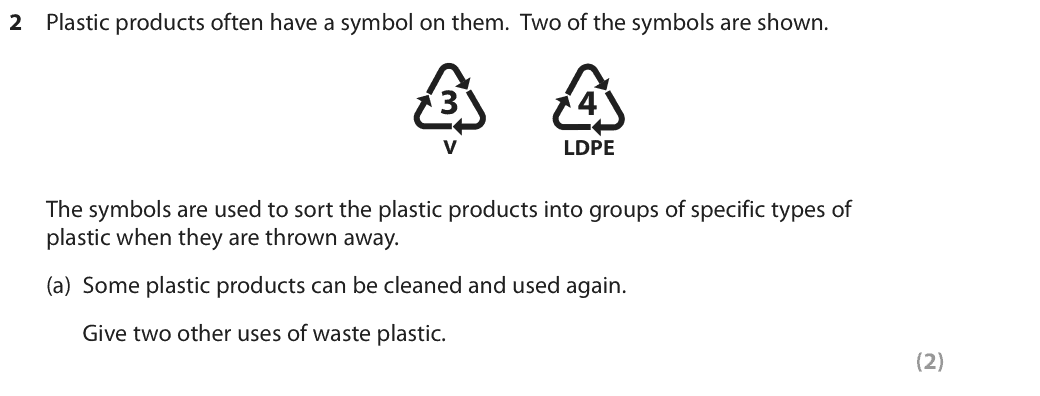 2 Plastic products often have a symbol on them. Two of the symbols are shown.
3 4
V LDPE
The symbols are used to sort the plastic products into groups of specific types of
plastic when they are thrown away.
(a) Some plastic products can be cleaned and used again.
Give two other uses of waste plastic.
(2)